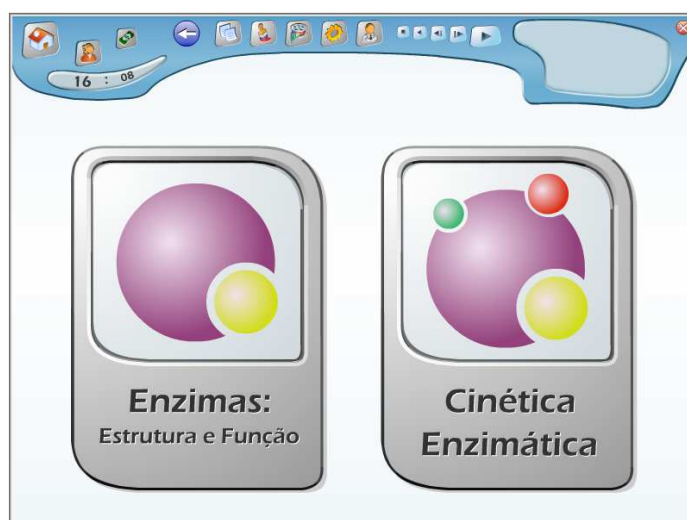 16 : 08
Enzimas:
Estrutura e Função
Cinética
Enzimática